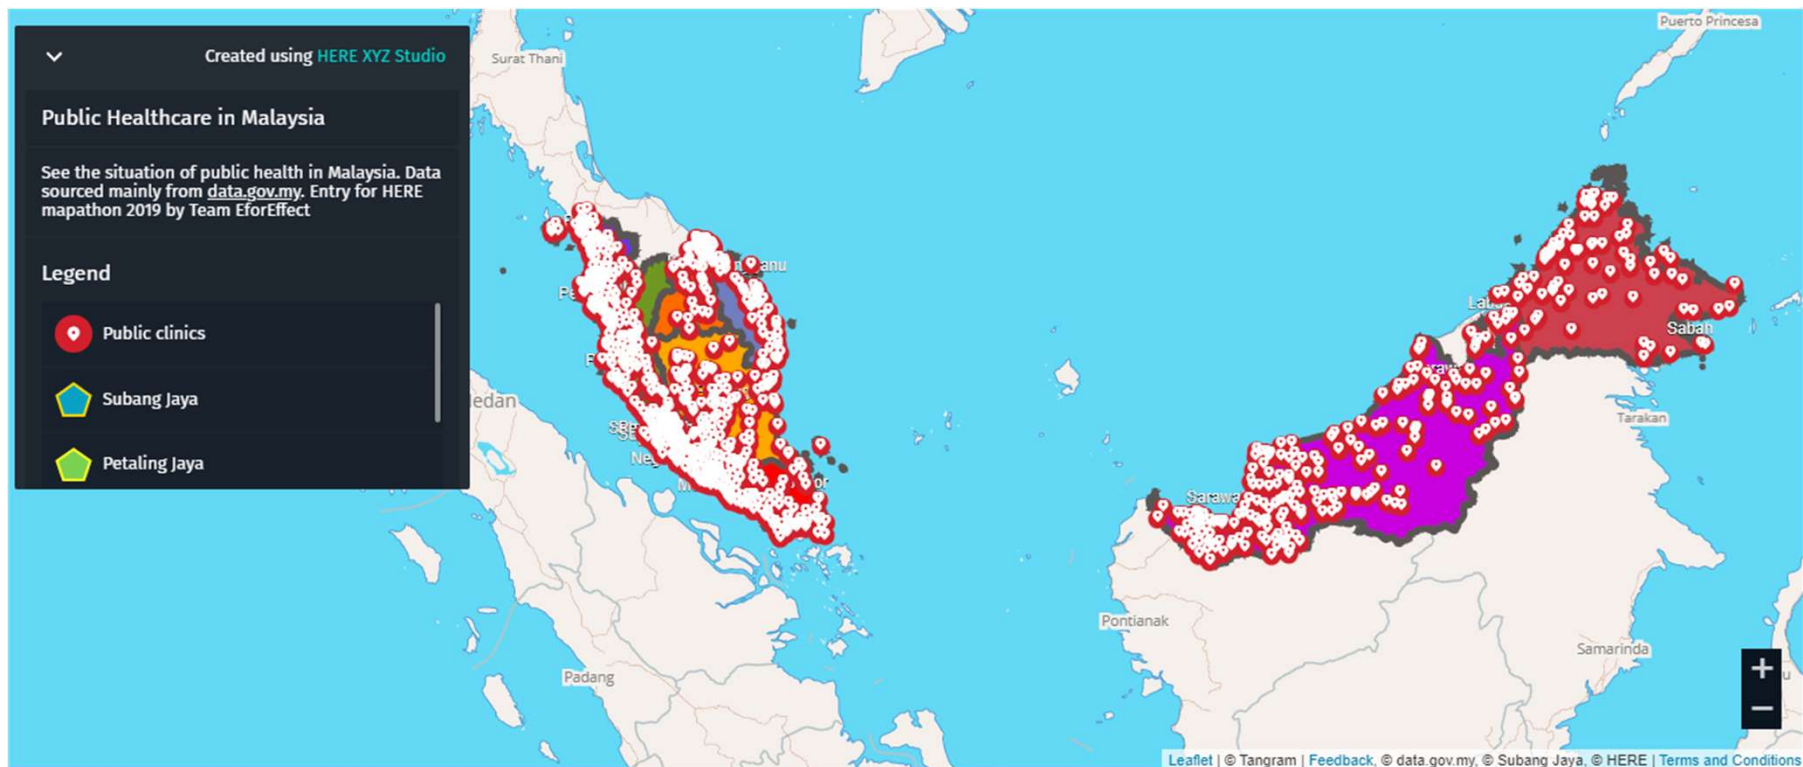 Created using HERE XYZ Studio
Public Healthcare in Malaysia
See the situation of public health in Malaysia. Data
sourced mainly from data.gov.my. Entry for HERE
mapathon 2019 by Team EforEffect
Legend
Public clinics
Subang Jaya
Petaling Jaya
Surat Thani
Puerto Princesa
Sabah
Tarakan
Sarawa
Pontianak
Samarinda
Padang
+
−
Leaflet | © Tangram | Feedback, © data.gov.my, © Subang Jaya, © HERE | Terms and Conditions